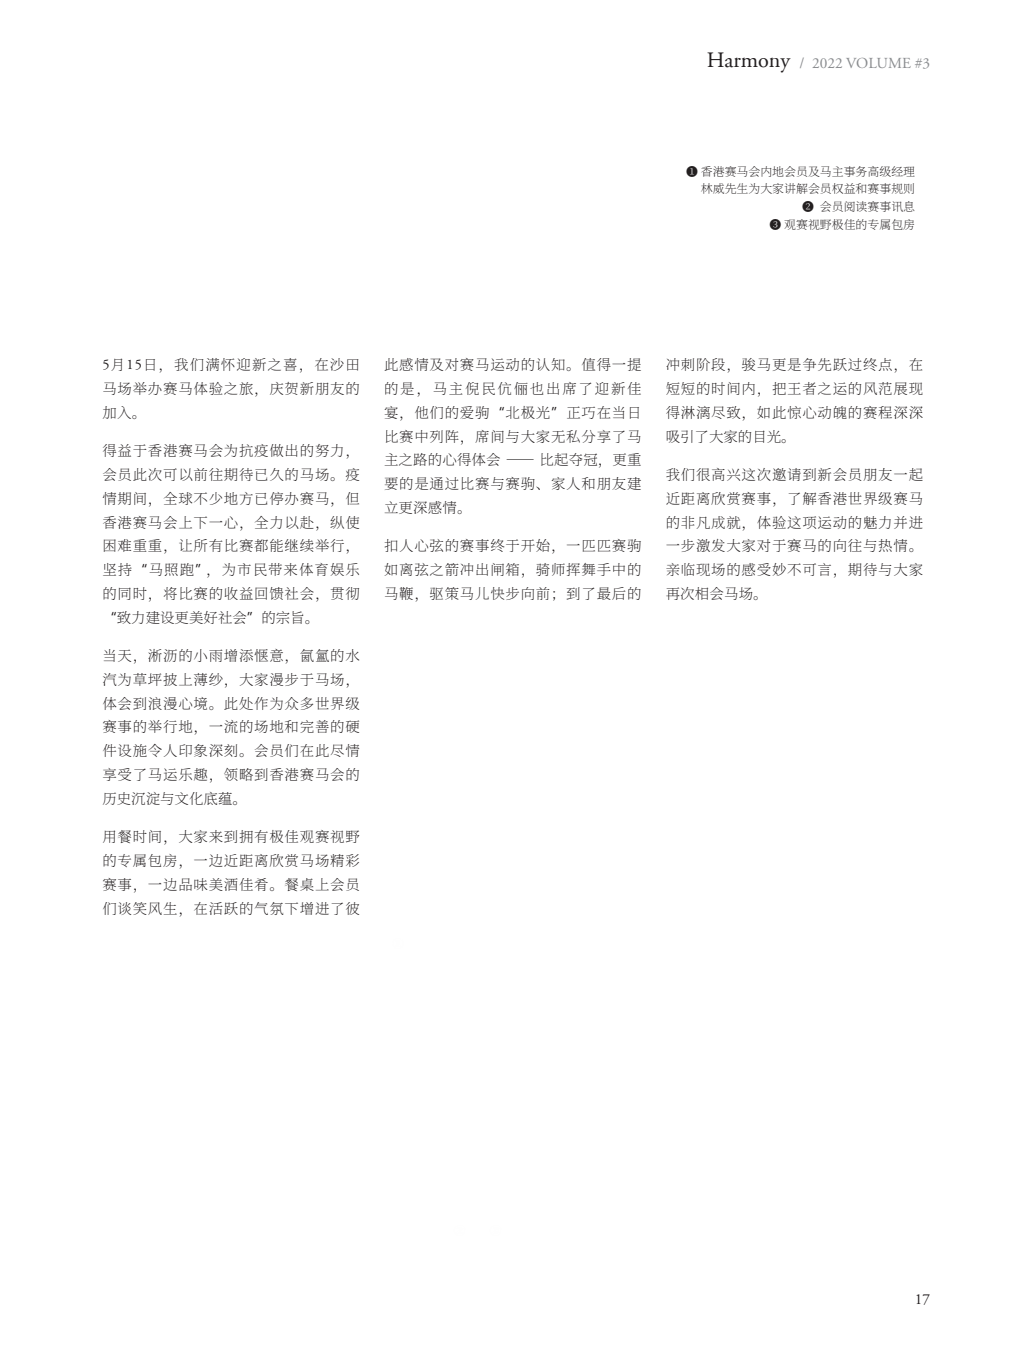 Harmony / 2022 VOLUME #3
❶ 香港赛马会内地会员及马主事务高级经理
林威先生为大家讲解会员权益和赛事规则
❷ 会员阅读赛事讯息
❸ 观赛视野极佳的专属包房
5月15日，我们满怀迎新之喜，在沙田
马场举办赛马体验之旅，庆贺新朋友的
加入。
得益于香港赛马会为抗疫做出的努力，
会员此次可以前往期待已久的马场。疫
情期间，全球不少地方已停办赛马，但
香港赛马会上下一心，全力以赴，纵使
困难重重，让所有比赛都能继续举行，
坚持“马照跑”，为市民带来体育娱乐
的同时，将比赛的收益回馈社会，贯彻
“致力建设更美好社会”的宗旨。
当天，淅沥的小雨增添惬意，氤氲的水
汽为草坪披上薄纱，大家漫步于马场，
体会到浪漫心境。此处作为众多世界级
赛事的举行地，一流的场地和完善的硬
件设施令人印象深刻。会员们在此尽情
享受了马运乐趣，领略到香港赛马会的
历史沉淀与文化底蕴。
用餐时间，大家来到拥有极佳观赛视野
的专属包房，一边近距离欣赏马场精彩
赛事，一边品味美酒佳肴。餐桌上会员
们谈笑风生，在活跃的气氛下增进了彼
此感情及对赛马运动的认知。值得一提
的是，马主倪民伉俪也出席了迎新佳
宴，他们的爱驹“北极光”正巧在当日
比赛中列阵，席间与大家无私分享了马
主之路的心得体会 —— 比起夺冠，更重
要的是通过比赛与赛驹、家人和朋友建
立更深感情。
扣人心弦的赛事终于开始，一匹匹赛驹
如离弦之箭冲出闸箱，骑师挥舞手中的
马鞭，驱策马儿快步向前；到了最后的
冲刺阶段，骏马更是争先跃过终点，在
短短的时间内，把王者之运的风范展现
得淋漓尽致，如此惊心动魄的赛程深深
吸引了大家的目光。
我们很高兴这次邀请到新会员朋友一起
近距离欣赏赛事，了解香港世界级赛马
的非凡成就，体验这项运动的魅力并进
一步激发大家对于赛马的向往与热情。
亲临现场的感受妙不可言，期待与大家
再次相会马场。
17